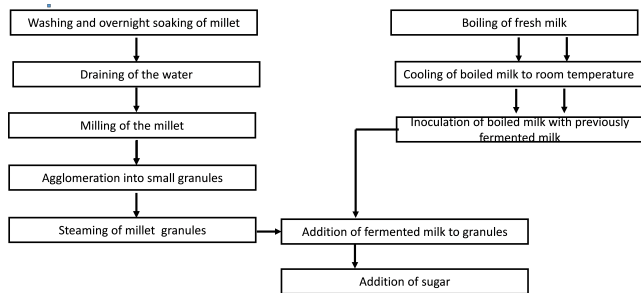 Washing and overnight soaking of millet
Draining of the water
Milling of the millet
Agglomeration into small granules
Steaming of millet granules
Boiling of fresh milk
Cooling of boiled milk to room temperature
Inoculation of boiled milk with previously
fermented milk
Addition of fermented milk to granules
Addition of sugar